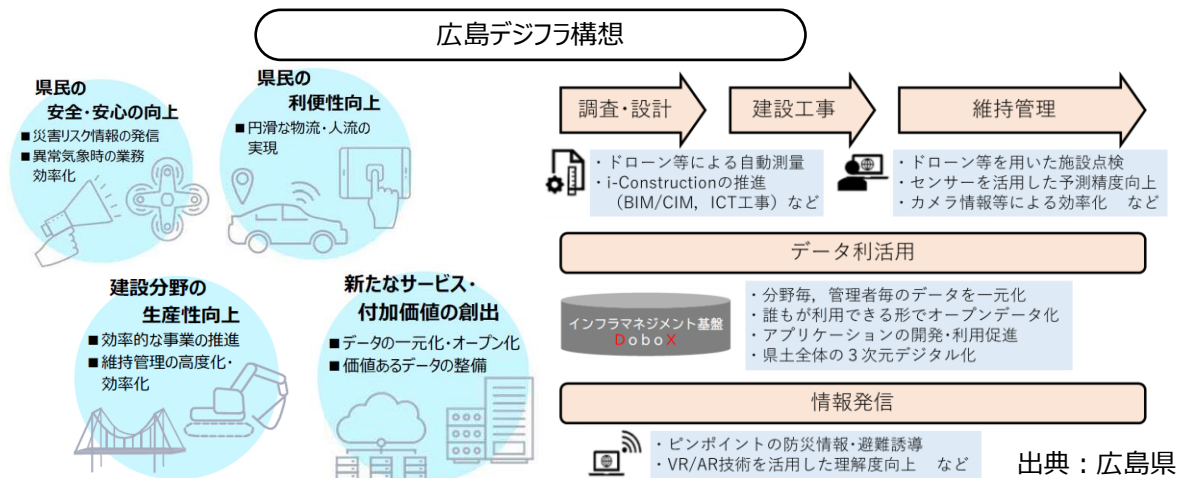 広島デジフラ構想
県民の
安全・安心の向上
■災害リスク情報の発信
■異常気象時の業務
効率化
県民の
利便性向上
■円滑な物流・人流の
実現
建設分野の
生産性向上
■効率的な事業の推進
■維持管理の高度化・
効率化
新たなサービス・
付加価値の創出
■データの一元化・オープン化
■価値あるデータの整備
調査・設計
建設工事
維持管理
・ドローン等による自動測量
・i-Constructionの推進
（BIM/CIM，ICT工事）など
・ドローン等を用いた施設点検
・センサーを活用した予測精度向上
・カメラ情報等による効率化　など
データ利活用
インフラマネジメント基盤
DoboX
・分野毎，管理者毎のデータを一元化
・誰もが利用できる形でオープンデータ化
・アプリケーションの開発・利用促進
・県土全体の３次元デジタル化
情報発信
・ピンポイントの防災情報・避難誘導
・VR/AR技術を活用した理解度向上　など
出典：広島県